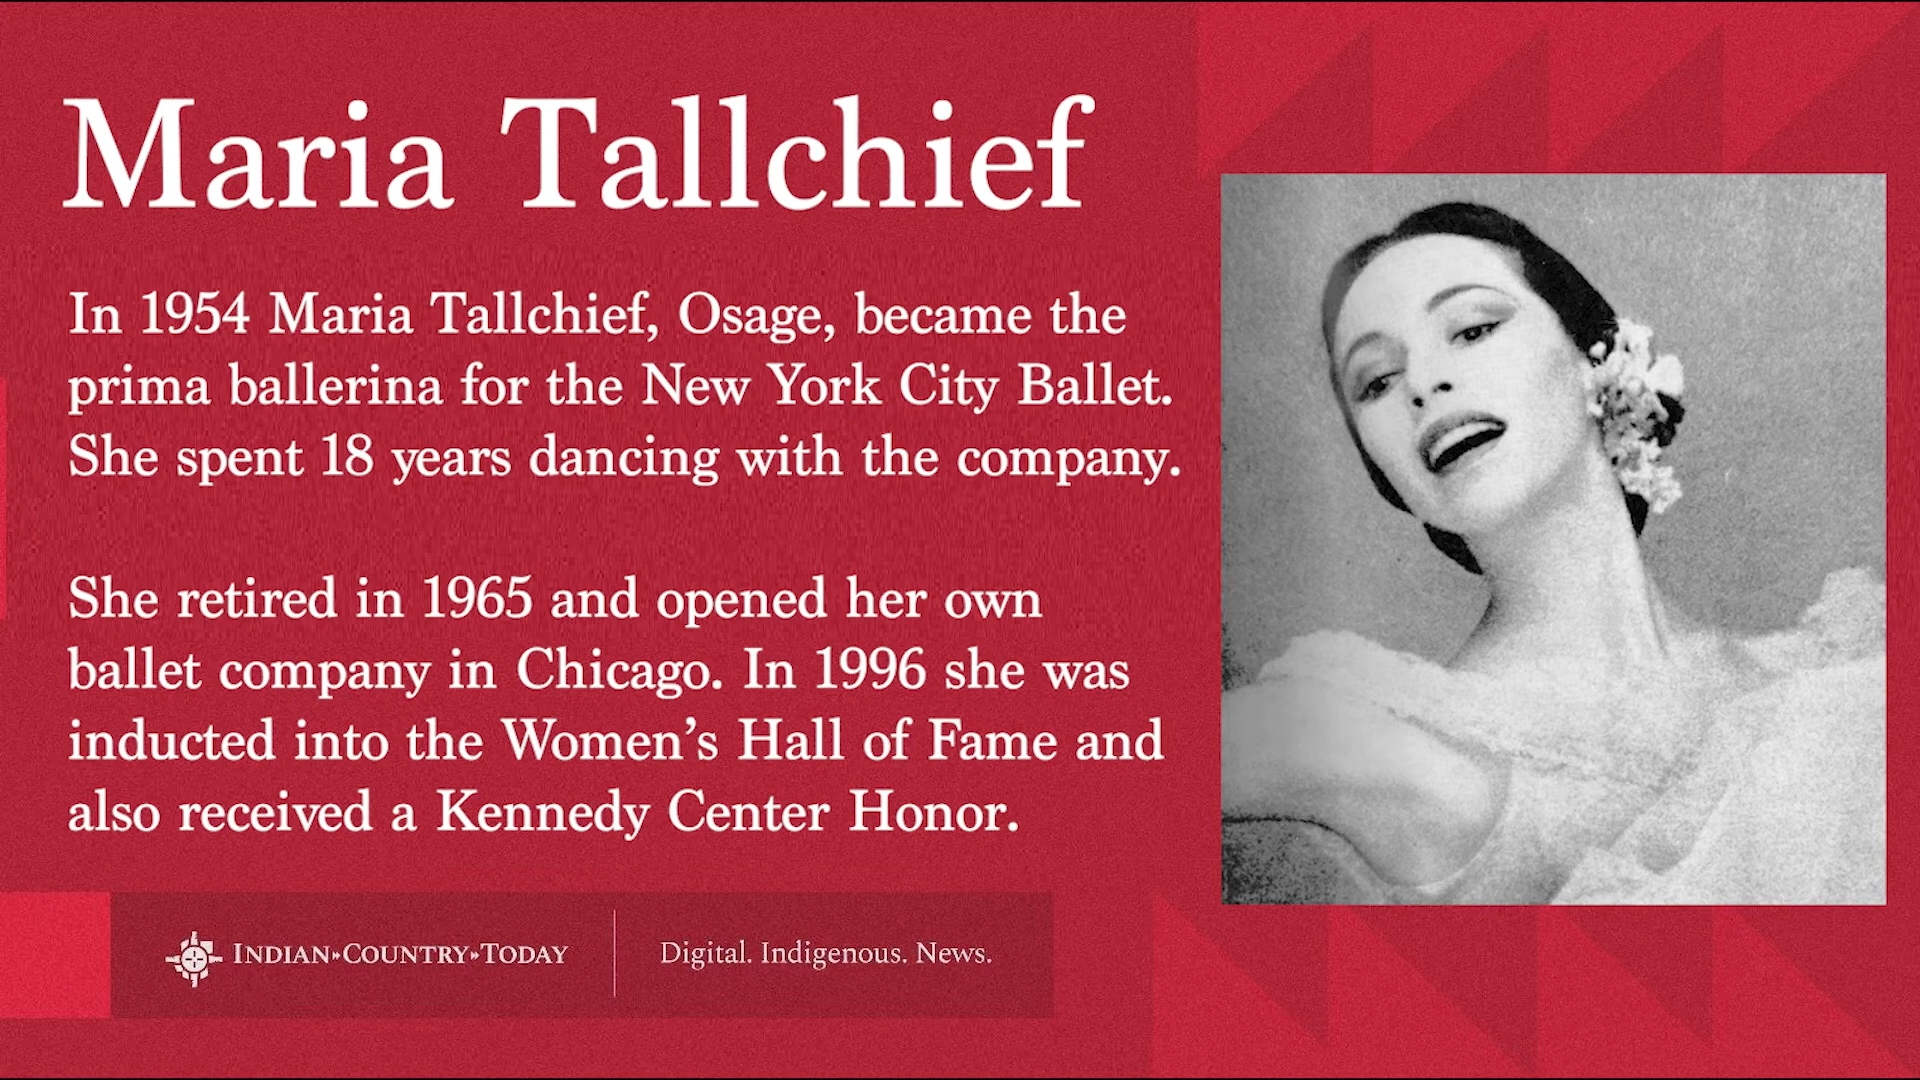 Maria Tallchief
In 1954 Maria Tallchief, Osage, became the
prima ballerina for the New York City Ballet.
She spent 18 years dancing with the company.
She retired in 1965 and opened her own
ballet company in Chicago. In 1996 she was
inducted into the Women’s Hall of Fame and
also received a Kennedy Center Honor.
INDIAN»COUNTRY»TODAY
Digital. Indigenous. News.